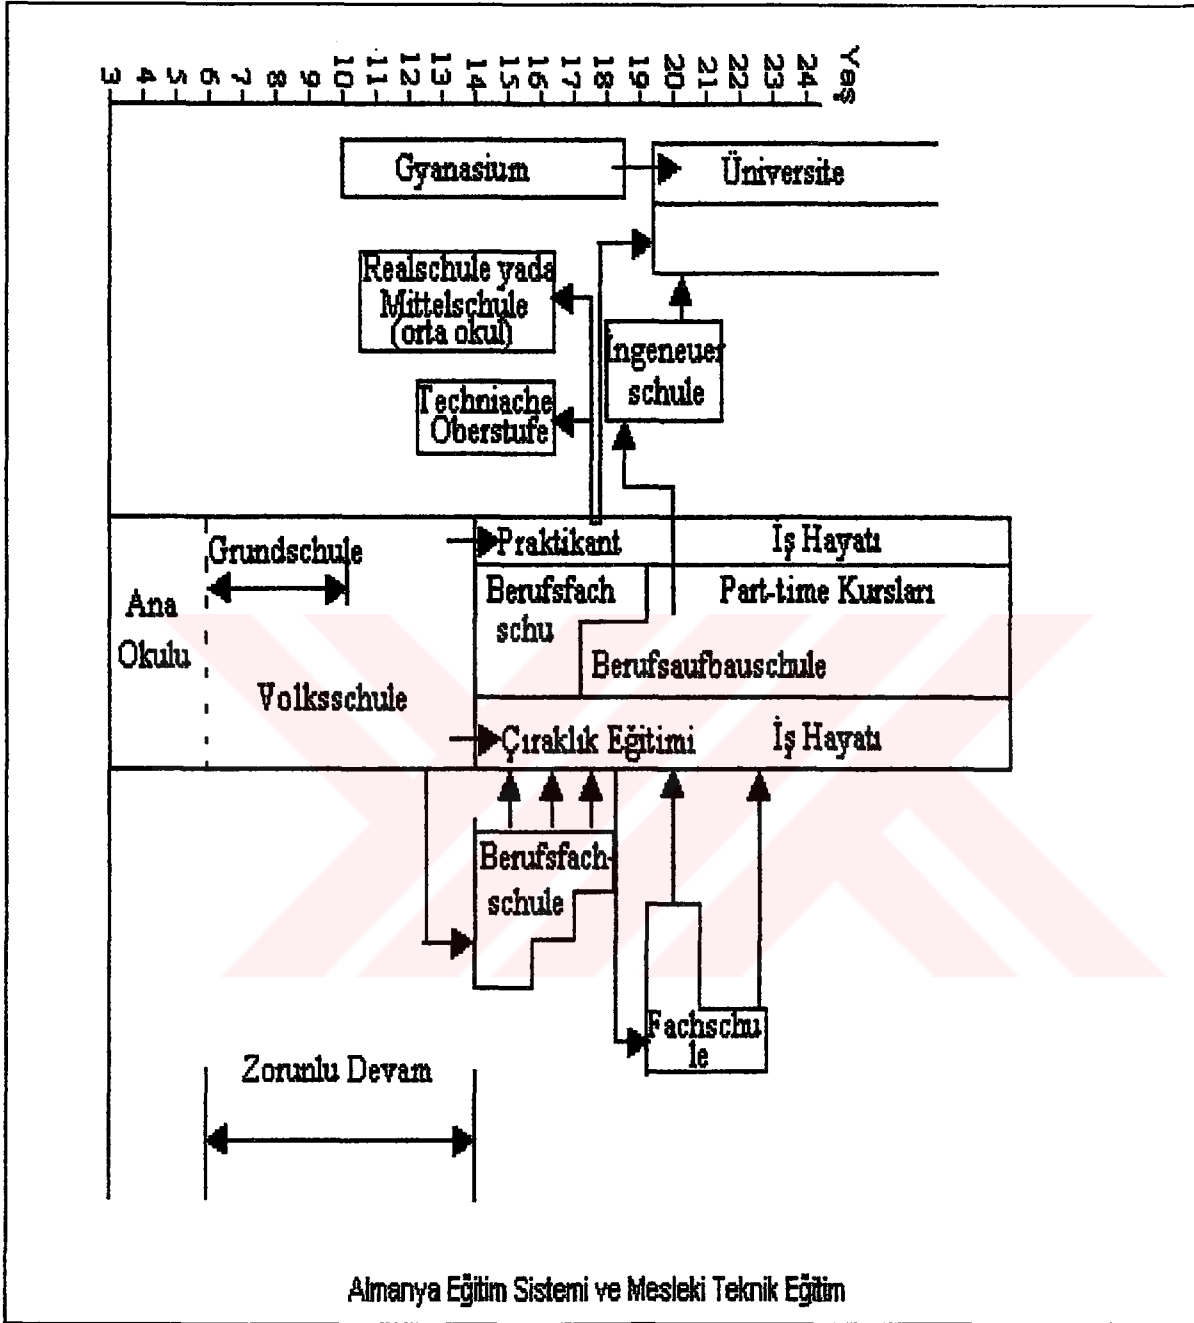 3 4 5 6 7 8 9 10 11 12 13 14 15 16 17 18 19 20 21 22 23 24 Yaş
Gyanasium
Üniversite
Realschule yada
Mittelschule
(orta okul)
İngeneuer
schule
Techniache
Oberstufe
Praktikant
İş Hayatı
Grundschule
Berufsfach
schu
Part-time Kursları
Ana
Okulu
Berufsaufbauschule
Volksschule
Çıraklık Eğitimi
İş Hayatı
Berufsfach-
schule
Fachschu
le
Zorunlu Devam
Almanya Eğitim Sistemi ve Mesleki Teknik Eğitim